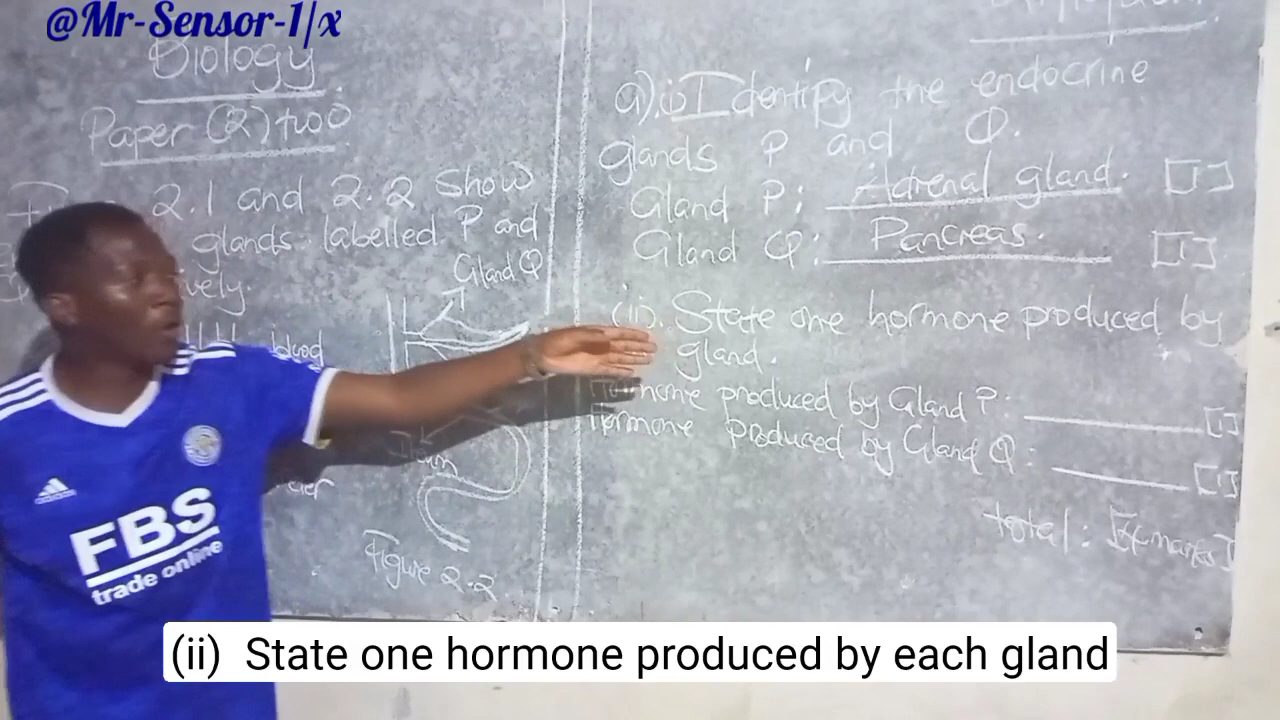 @Mr-Sensor-1/x
Biology
Paper (2) two
2.1 and 2.2 Show
glands labelled P and
vely.
Gland Q
blood
Figure 2.2
a).(i) Identify the endocrine
glands P and Q.
Gland P: Adrenal gland. [1]
Gland Q: Pancreas. [1]
(ii). State one hormone produced by
gland.
Hormone produced by Gland P: [1]
Hormone produced by Gland Q: [1]
total: marks]
FBS
trade online
adidas
(ii) State one hormone produced by each gland